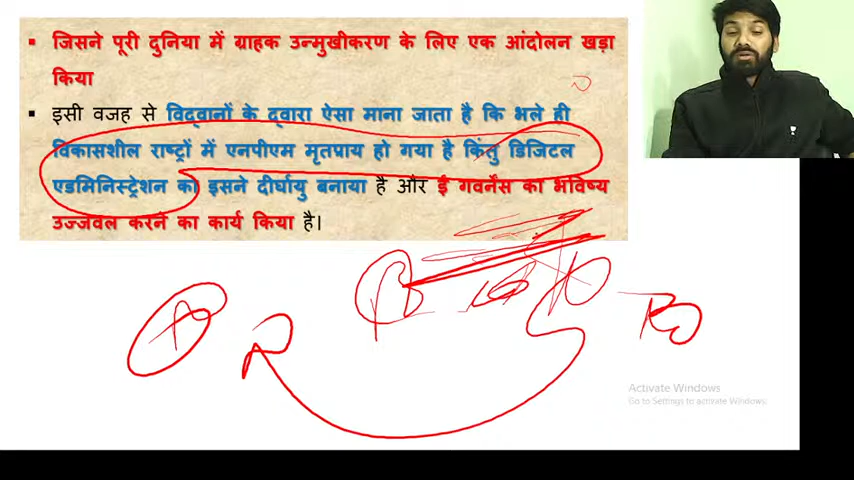 ▪ जिसने पूरी दुनिया में ग्राहक उन्मुखीकरण के लिए एक आंदोलन खड़ा
किया
▪ इसी वजह से विद्वानों के द्वारा ऐसा माना जाता है कि भले ही
विकासशील राष्ट्रों में एनपीएम मृतप्राय हो गया है किंतु डिजिटल
एडमिनिस्ट्रेशन को इसने दीर्घायु बनाया है और ई गवर्नेंस का भविष्य
उज्जवल करने का कार्य किया है।
Activate Windows
Go to Settings to activate Windows.